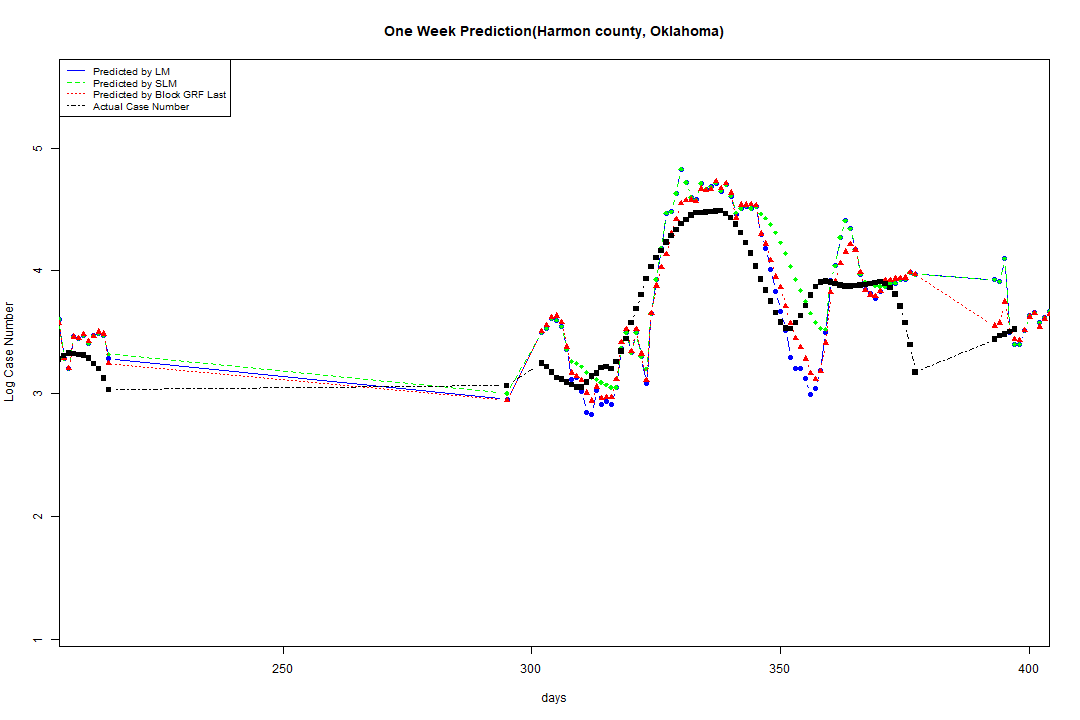 One Week Prediction(Harmon county, Oklahoma)
Predicted by LM
Predicted by SLM
Predicted by Block GRF Last
Actual Case Number
5
4
3
2
1
Log Case Number
250
300
350
400
days